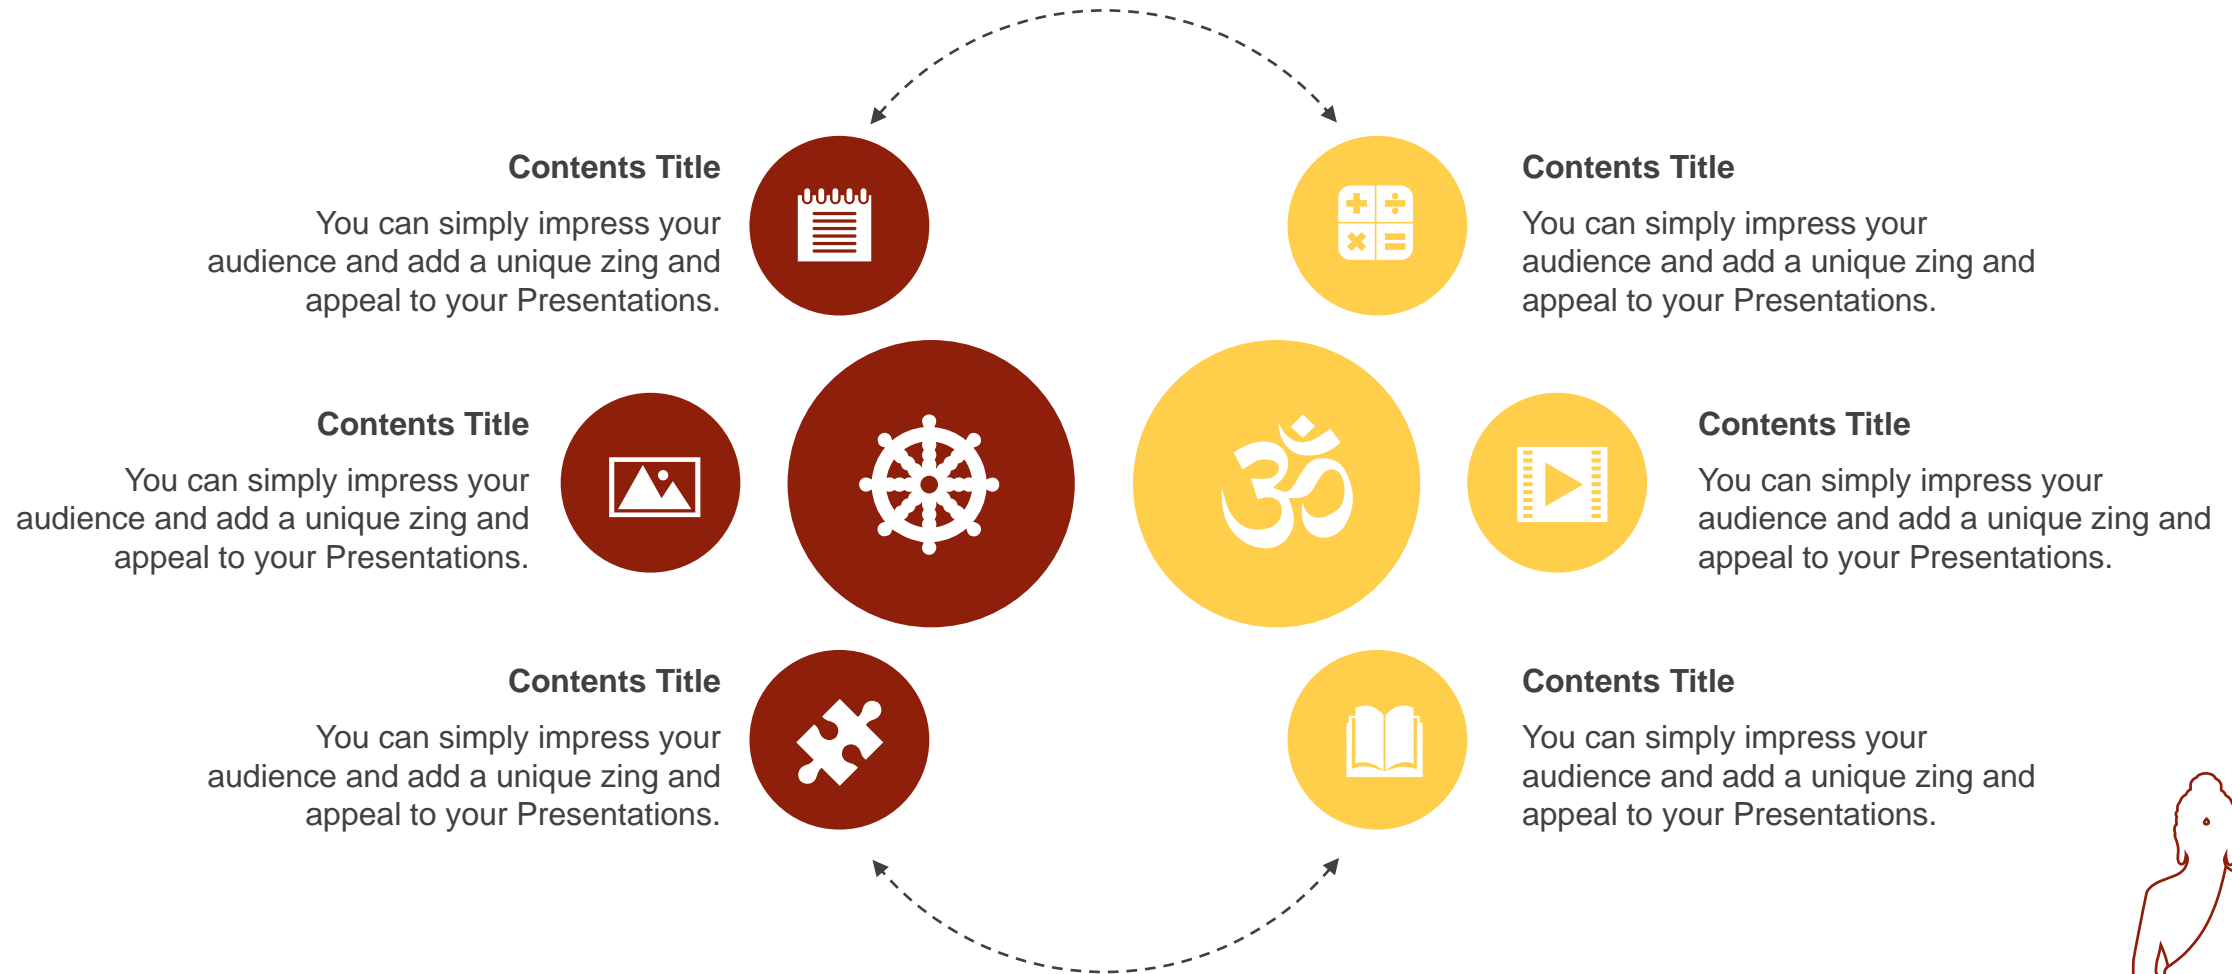 Contents Title
You can simply impress your
audience and add a unique zing and
appeal to your Presentations.
Contents Title
You can simply impress your
audience and add a unique zing and
appeal to your Presentations.
Contents Title
You can simply impress your
audience and add a unique zing and
appeal to your Presentations.
ॐ
Contents Title
You can simply impress your
audience and add a unique zing and
appeal to your Presentations.
Contents Title
You can simply impress your
audience and add a unique zing and
appeal to your Presentations.
Contents Title
You can simply impress your
audience and add a unique zing and
appeal to your Presentations.